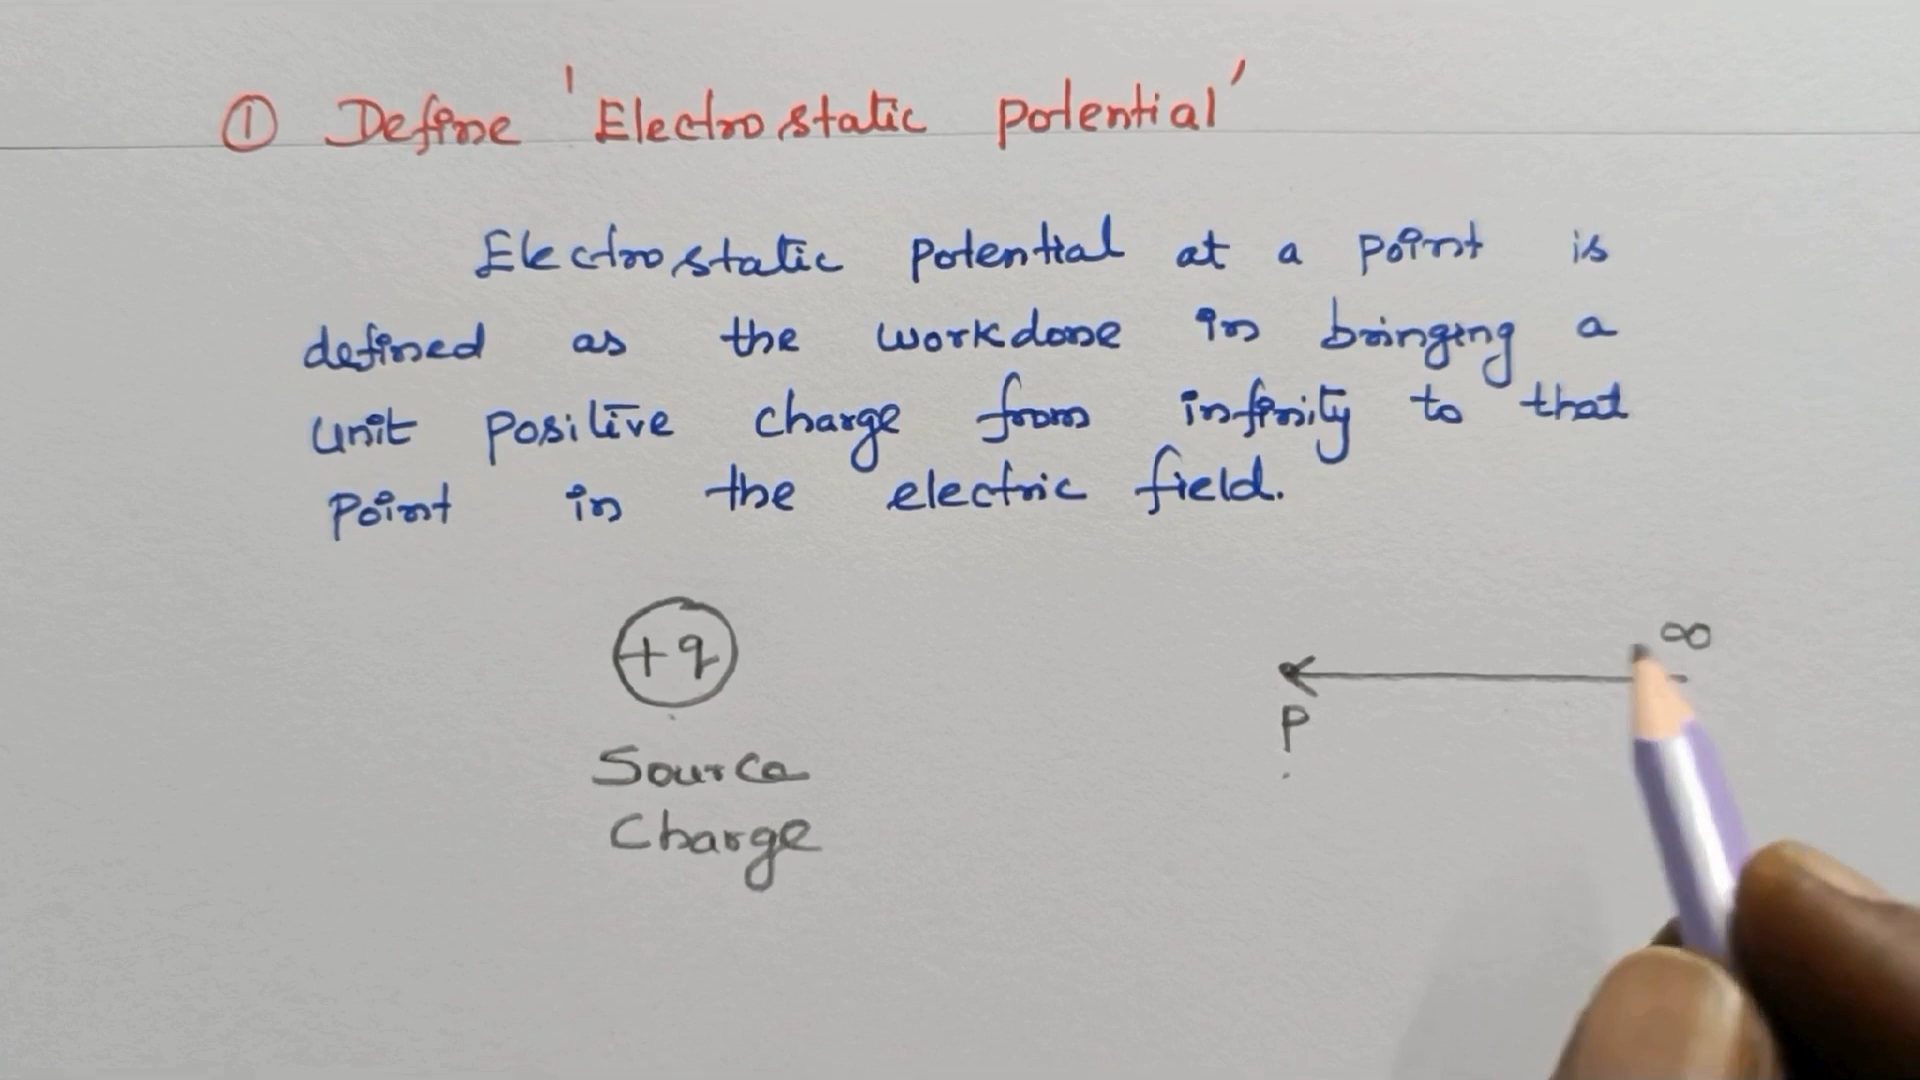 ① Define 'Electrostatic potential'
Electrostatic potential at a point is
defined as the workdone in bringing a
unit positive charge from infinity to that
point in the electric field.
+q
∞
P
Source
Charge